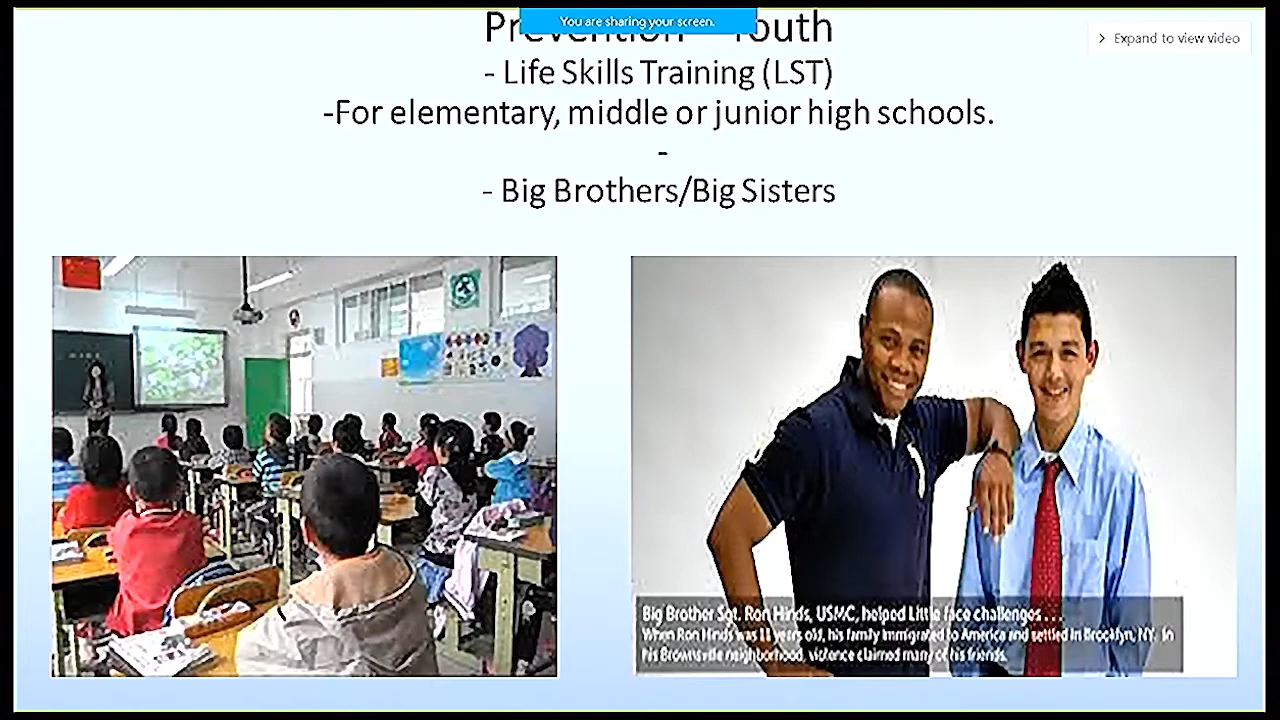 You are sharing your screen.
Expand to view video
Youth
- Life Skills Training (LST)
-For elementary, middle or junior high schools.
-
- Big Brothers/Big Sisters
Big Brother Sgt. Ron Hinds, USMC, helped Little face challenges . . .
When Ron Hinds was 11 years old, his family immigrated to America and settled in Brooklyn, NY. In
his Brownsville neighborhood, violence claimed many of his friends.